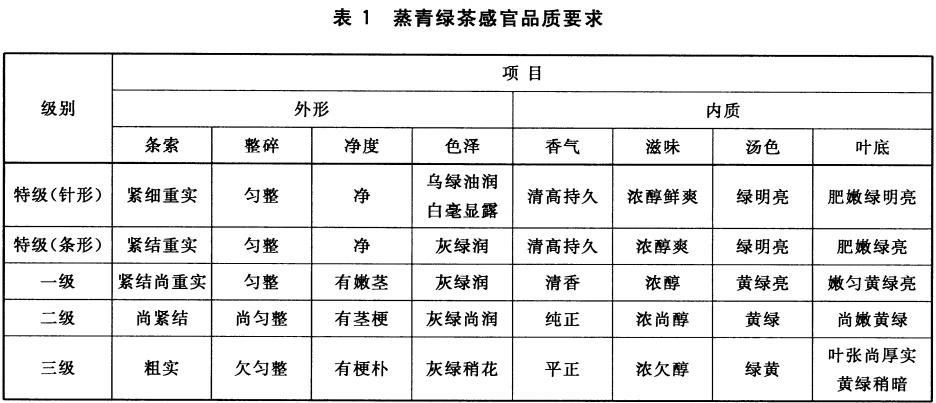 表 1 蒸青绿茶感官品质要求
级别 项目
外形 内质
条索 整碎 净度 色泽 香气 滋味 汤色 叶底
特级(针形) 紧细重实 匀整 净 乌绿油润 清高持久 浓醇鲜爽 绿明亮 肥嫩绿明亮
白毫显露
特级(条形) 紧结重实 匀整 净 灰绿润 清高持久 浓醇爽 绿明亮 肥嫩绿亮
一级 紧结尚重实 匀整 有嫩茎 灰绿润 清香 浓醇 黄绿亮 嫩匀黄绿亮
二级 尚紧结 尚匀整 有茎梗 灰绿尚润 纯正 浓尚醇 黄绿 尚嫩黄绿
三级 粗实 欠匀整 有梗朴 灰绿稍花 平正 浓欠醇 绿黄 叶张尚厚实
黄绿稍暗